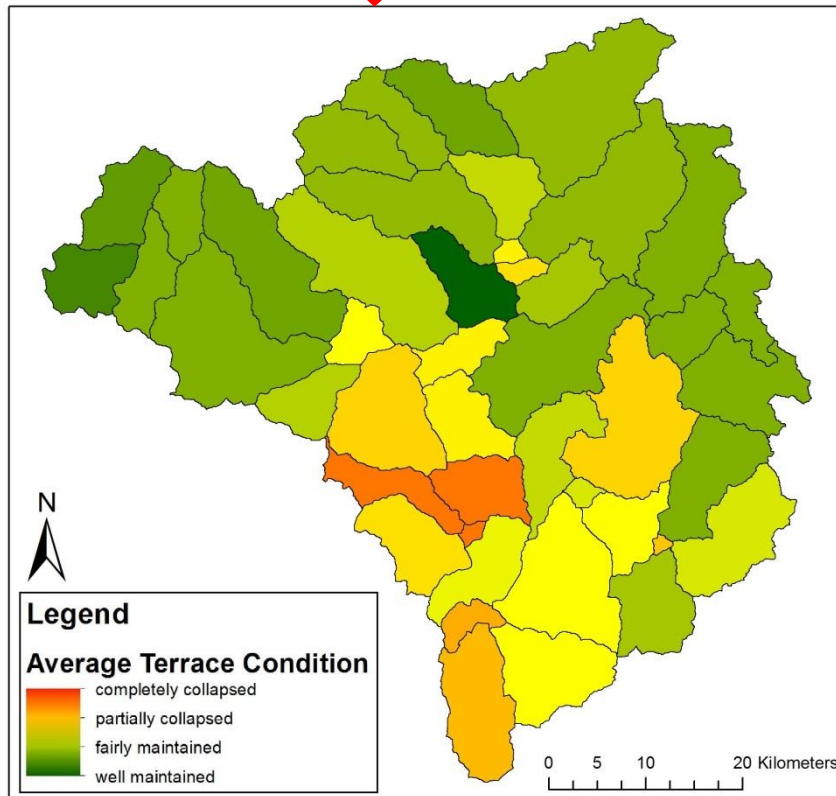 N
Legend
Average Terrace Condition
completely collapsed
partially collapsed
fairly maintained
well maintained
0 5 10 20 Kilometers